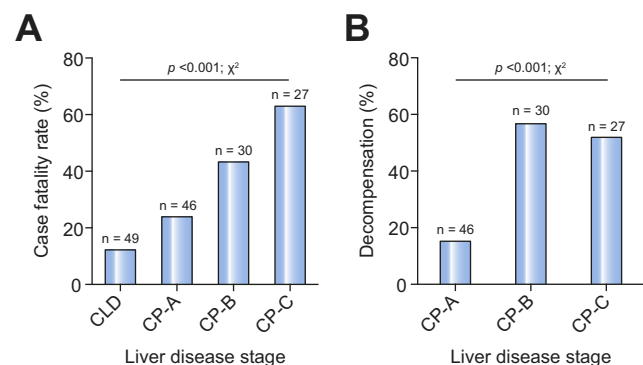 A
Case fatality rate (%)
80
60
40
20
0
p <0.001; χ²
n = 49
n = 46
n = 30
n = 27
CLD
CP-A
CP-B
CP-C
Liver disease stage
B
Decompensation (%)
80
60
40
20
0
p <0.001; χ²
n = 46
n = 30
n = 27
CP-A
CP-B
CP-C
Liver disease stage